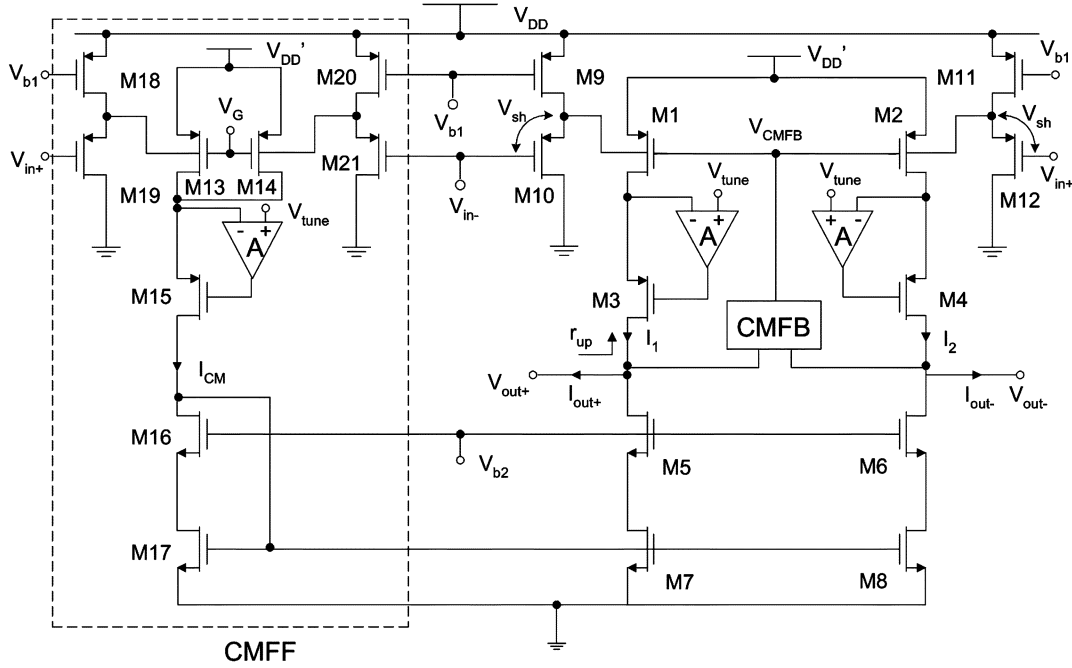 V_DD
V_b1
M18
V_DD'
M20
M9
V_DD'
M11
V_b1
V_G
V_b1
V_sh
M1
V_CMFB
M2
V_sh
V_in+
M19
M13
M14
M21
V_in-
M10
M12
V_in+
V_tune
- +
A
V_tune
- +
A
V_tune
+ -
A
M15
M3
M4
CMFB
r_up
I_1
I_2
I_CM
V_out+
I_out+
I_out-
V_out-
M16
V_b2
M5
M6
M17
M7
M8
CMFF